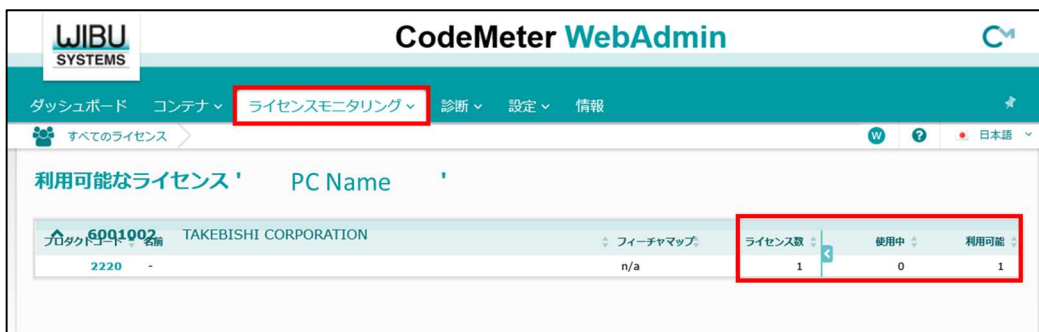 WIBU
SYSTEMS
CodeMeter WebAdmin
CM
ダッシュボード コンテナ ライセンスモニタリング 診断 設定 情報
すべてのライセンス W ? 日本語
利用可能なライセンス ' PC Name '
6001002 TAKEBISHI CORPORATION
プロダクトコード 名前 フィーチャマップ ライセンス数 使用中 利用可能
2220 - n/a 1 0 1